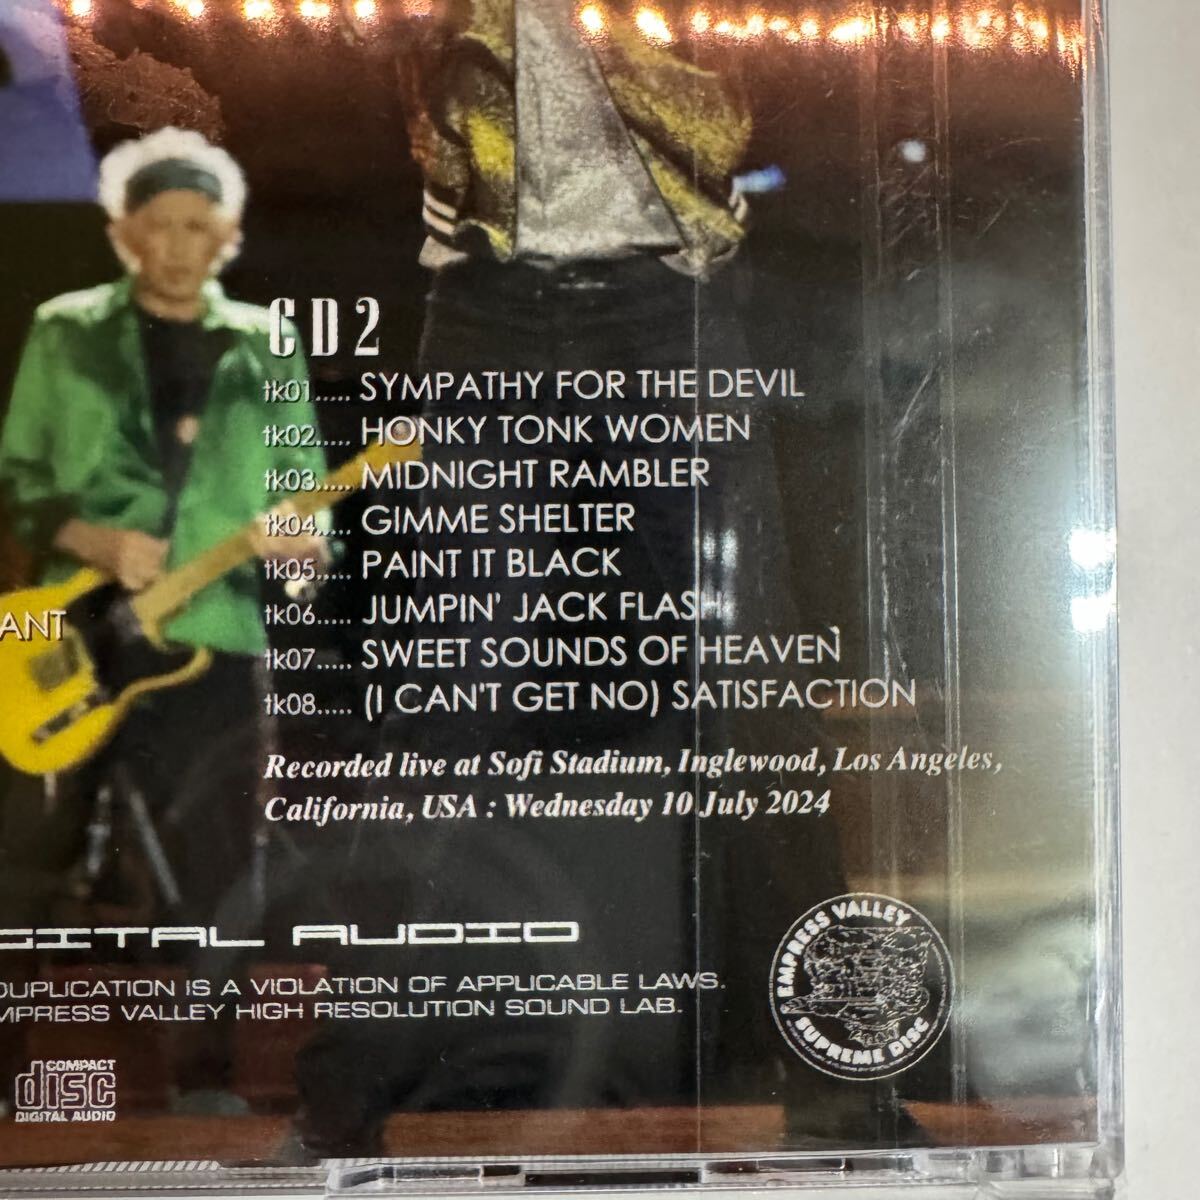 CD2
tk01..... SYMPATHY FOR THE DEVIL
tk02..... HONKY TONK WOMEN
tk03..... MIDNIGHT RAMBLER
tk04..... GIMME SHELTER
tk05..... PAINT IT BLACK
tk06..... JUMPIN' JACK FLASH
ANT
tk07..... SWEET SOUNDS OF HEAVEN
tk08..... (I CAN'T GET NO) SATISFACTION
Recorded live at Sofi Stadium, Inglewood, Los Angeles,
California, USA : Wednesday 10 July 2024
GITAL AUDIO
DUPLICATION IS A VIOLATION OF APPLICABLE LAWS.
MPRESS VALLEY HIGH RESOLUTION SOUND LAB.
EMPRESS VALLEY
SUPREME DISC
COMPACT
disc
DIGITAL AUDIO